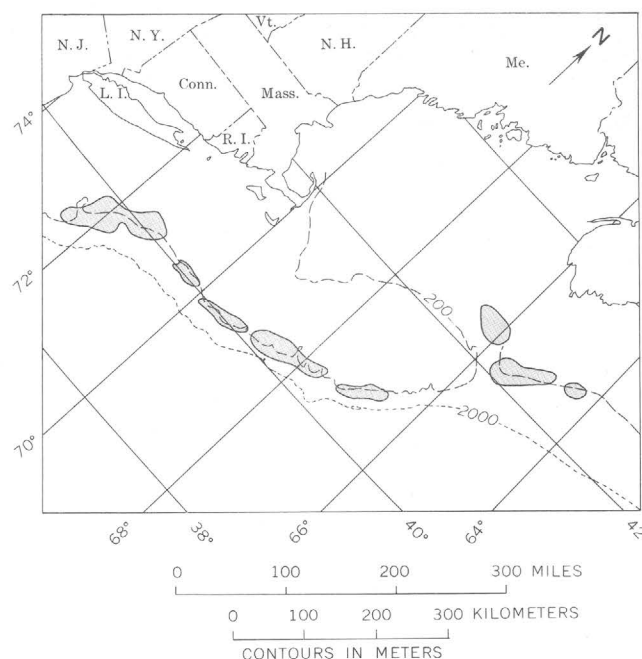 N. J.
N. Y.
Vt.
N. H.
Me.
N
L. I.
Conn.
Mass.
R. I.
74°
72°
70°
200
2000
68°
38°
66°
40°
64°
42
0 100 200 300 MILES
0 100 200 300 KILOMETERS
CONTOURS IN METERS